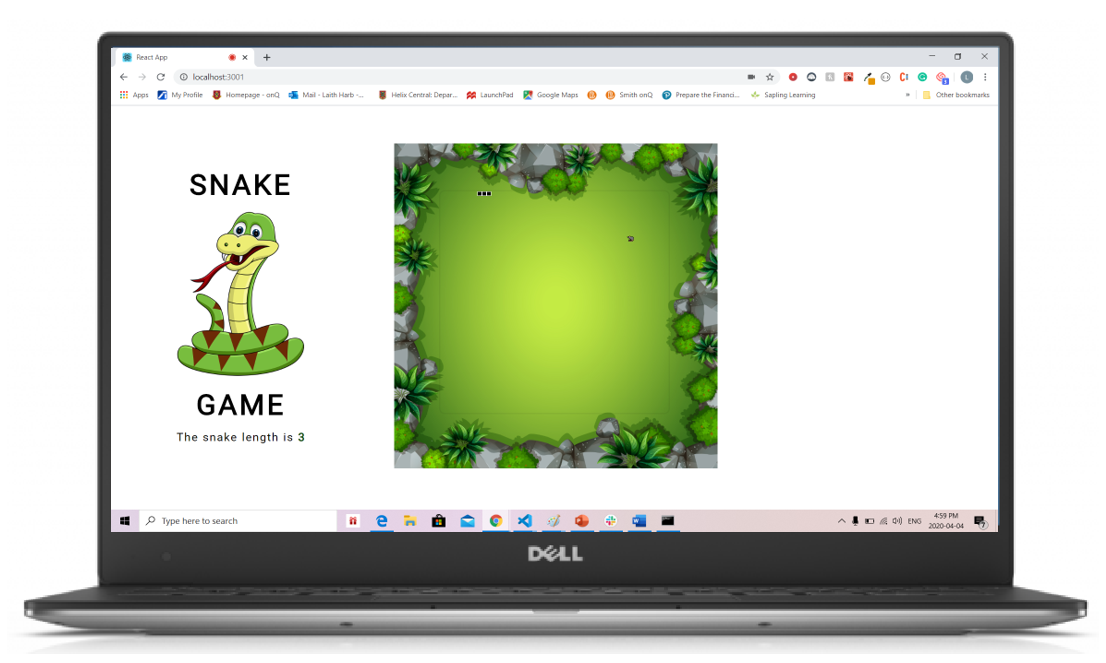 React App
localhost:3001
Apps
My Profile
Homepage - onQ
Mail - Laith Harb -...
Helix Central: Depar...
LaunchPad
Google Maps
Smith onQ
Prepare the Financi...
Sapling Learning
»
Other bookmarks
SNAKE
GAME
The snake length is 3
Type here to search
ENG
4:59 PM
2020-04-04
7
DELL